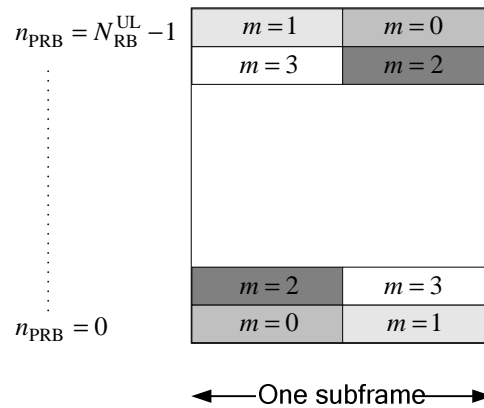 n_PRB = N_RB^UL − 1 m = 1 m = 0
m = 3 m = 2
m = 2 m = 3
n_PRB = 0 m = 0 m = 1
One subframe